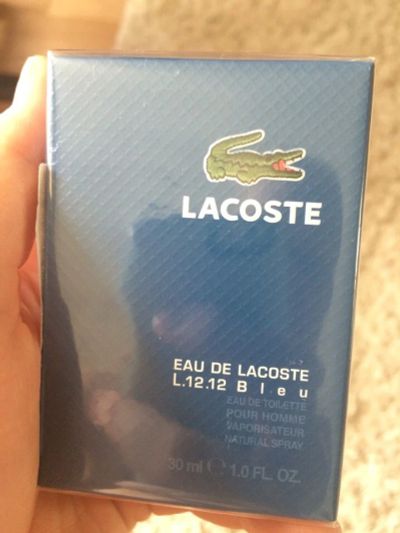 LACOSTE
EAU DE LACOSTE
L.12.12 Bleu
EAU DE TOILETTE
POUR HOMME
VAPORISATEUR
NATURAL SPRAY
30 ml ℮ 1.0 FL. OZ.